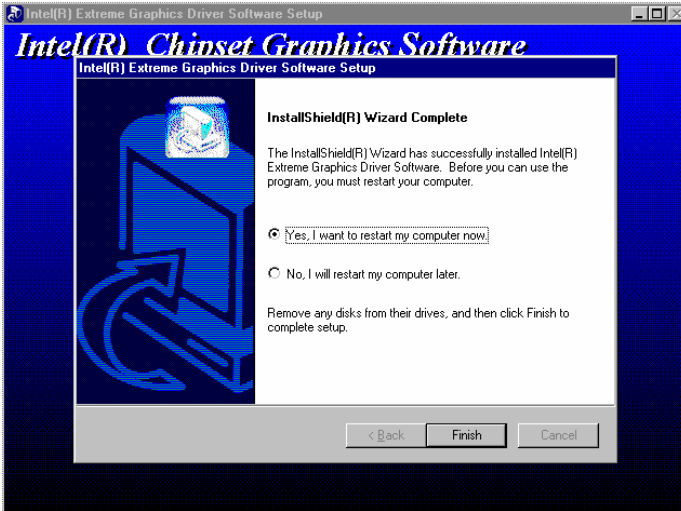 Intel(R) Extreme Graphics Driver Software Setup
Intel(R) Chipset Graphics Software
Intel(R) Extreme Graphics Driver Software Setup
InstallShield(R) Wizard Complete
The InstallShield(R) Wizard has successfully installed Intel(R)
Extreme Graphics Driver Software. Before you can use the
program, you must restart your computer.
Yes, I want to restart my computer now.
No, I will restart my computer later.
Remove any disks from their drives, and then click Finish to
complete setup.
< Back Finish Cancel